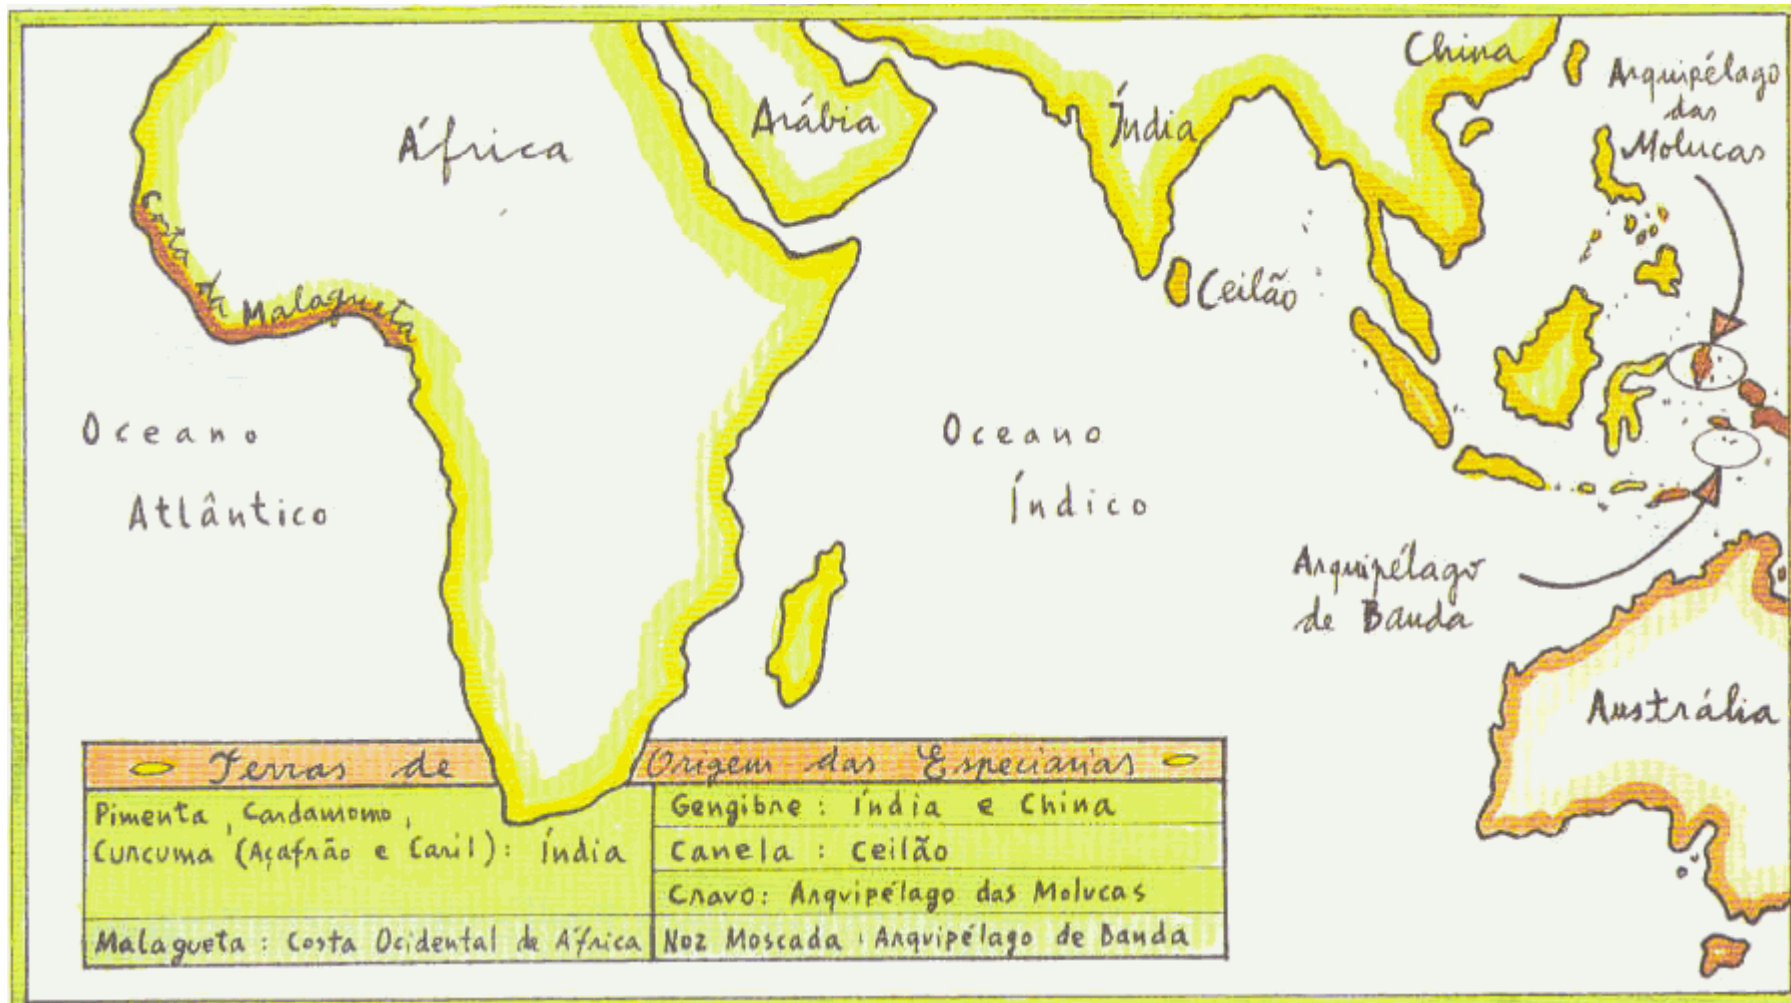 China
Arquipélago
das
Molucas
África
Arábia
Índia
Ceilão
Costa da Malagueta
Oceano
Atlântico
Oceano
Índico
Arquipélago
de Banda
Austrália
Terras de Origem das Especiarias
Pimenta, Cardamomo,
Curcuma (Açafrão e Caril): Índia
Malagueta: Costa Ocidental de África
Gengibre: Índia e China
Canela: Ceilão
Cravo: Arquipélago das Molucas
Noz Moscada: Arquipélago de Banda